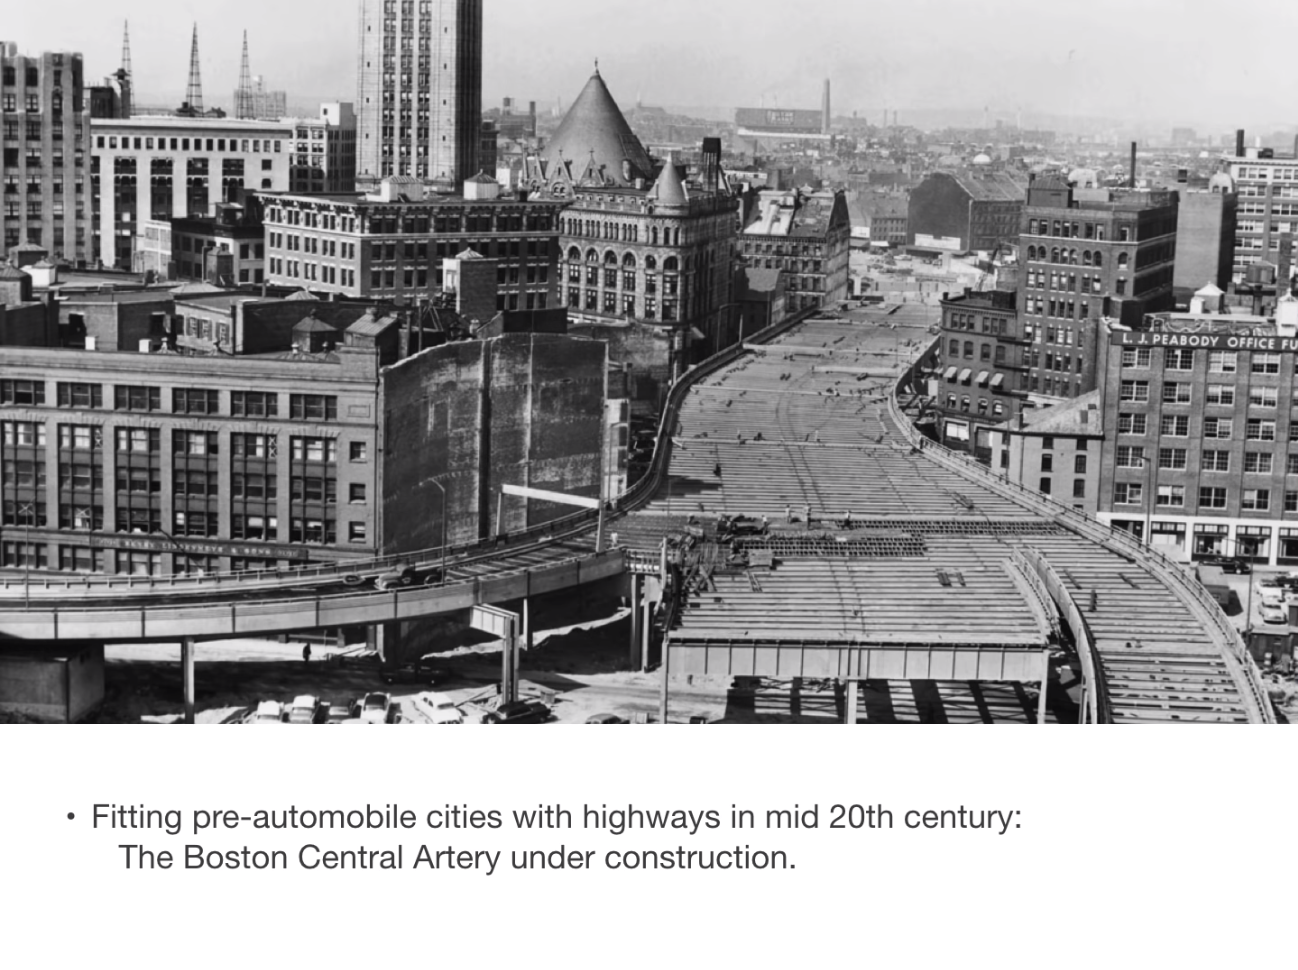 L. J. PEABODY OFFICE FU
• Fitting pre-automobile cities with highways in mid 20th century:
The Boston Central Artery under construction.